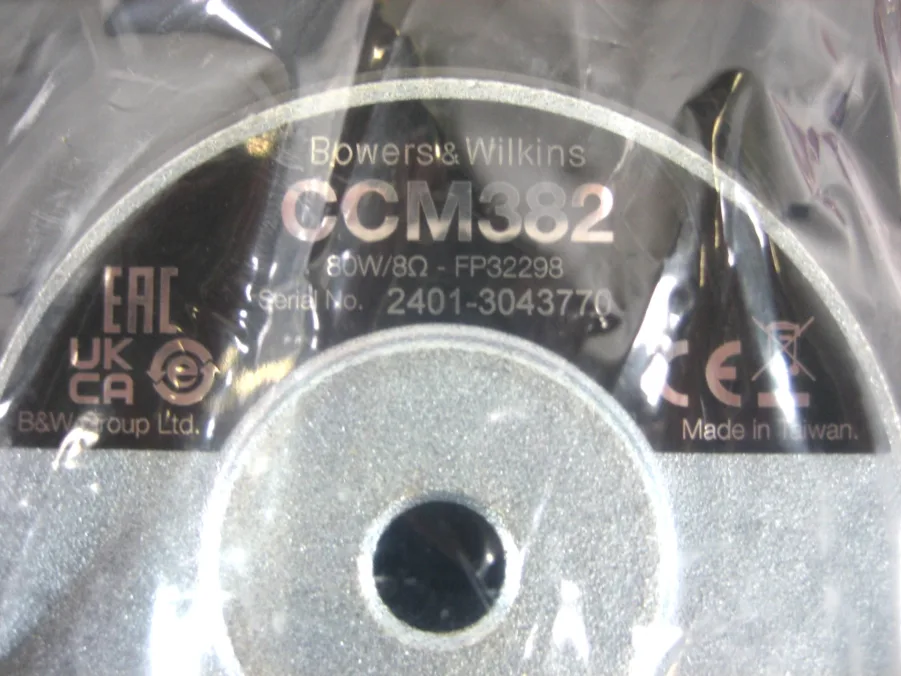 Bowers & Wilkins
CCM382
80W/8Ω - FP32298
Serial No. 2401-3043770
EAC
UK
CA
e
CE
B&W Group Ltd.
Made in Taiwan.